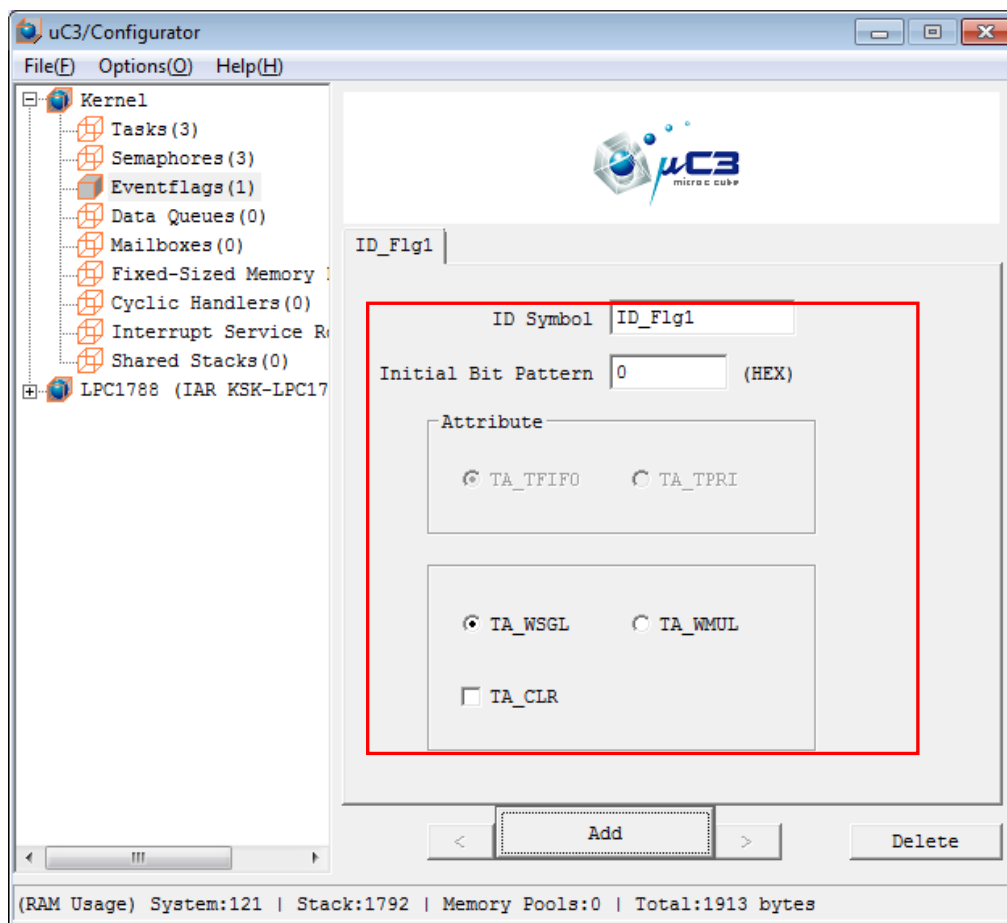 uC3/Configurator
File(F) Options(O) Help(H)
Kernel
Tasks(3)
Semaphores(3)
Eventflags(1)
Data Queues(0)
Mailboxes(0)
Fixed-Sized Memory
Cyclic Handlers(0)
Interrupt Service
Shared Stacks(0)
LPC1788 (IAR KSK-LPC17
µC3
micro c cube
ID_Flg1
ID Symbol ID_Flg1
Initial Bit Pattern 0 (HEX)
Attribute
TA_TFIFO TA_TPRI
TA_WSGL TA_WMUL
TA_CLR
< Add > Delete
(RAM Usage) System:121 | Stack:1792 | Memory Pools:0 | Total:1913 bytes